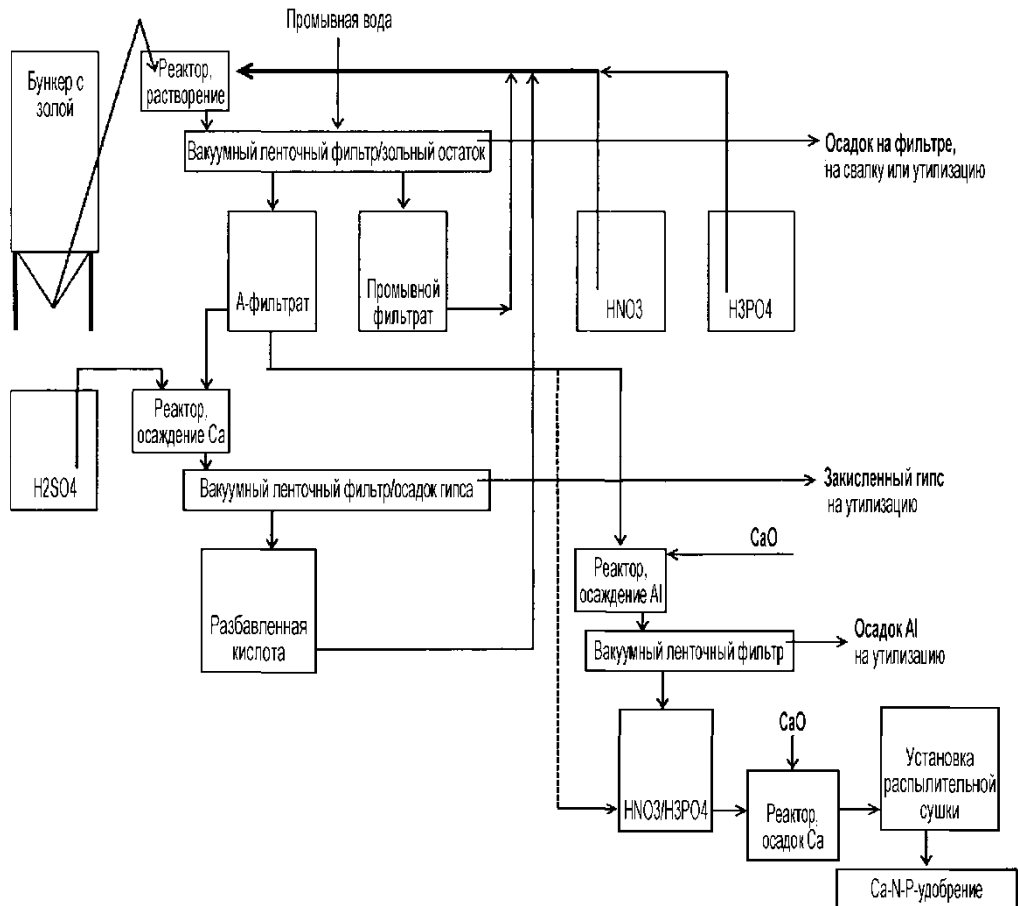 Промывная вода
Бункер с
золой
Реактор,
растворение
Вакуумный ленточный фильтр/зольный остаток
Осадок на фильтре,
на свалку или утилизацию
А-фильтрат
Промывной
фильтрат
HNO3
H3PO4
H2SO4
Реактор,
осаждение Ca
Вакуумный ленточный фильтр/осадок гипса
Закисленный гипс
на утилизацию
Разбавленная
кислота
CaO
Реактор,
осаждение Al
Вакуумный ленточный фильтр
Осадок Al
на утилизацию
HNO3/H3PO4
CaO
Реактор,
осадок Ca
Установка
распылительной
сушки
Ca-N-P-удобрение